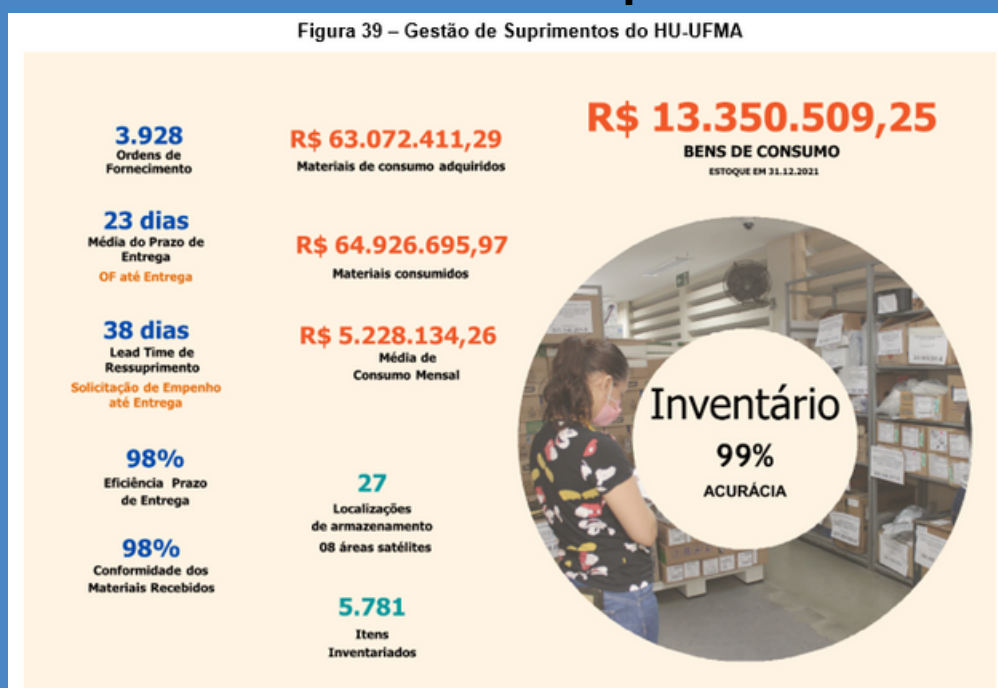 Figura 39 – Gestão de Suprimentos do HU-UFMA
3.928
Ordens de
Fornecimento
23 dias
Média do Prazo de
Entrega
OF até Entrega
38 dias
Lead Time de
Ressuprimento
Solicitação de Empenho
até Entrega
98%
Eficiência Prazo
de Entrega
98%
Conformidade dos
Materiais Recebidos
R$ 63.072.411,29
Materiais de consumo adquiridos
R$ 64.926.695,97
Materiais consumidos
R$ 5.228.134,26
Média de
Consumo Mensal
27
Localizações
de armazenamento
08 áreas satélites
5.781
Itens
Inventariados
R$ 13.350.509,25
BENS DE CONSUMO
ESTOQUE EM 31.12.2021
Inventário
99%
ACURÁCIA